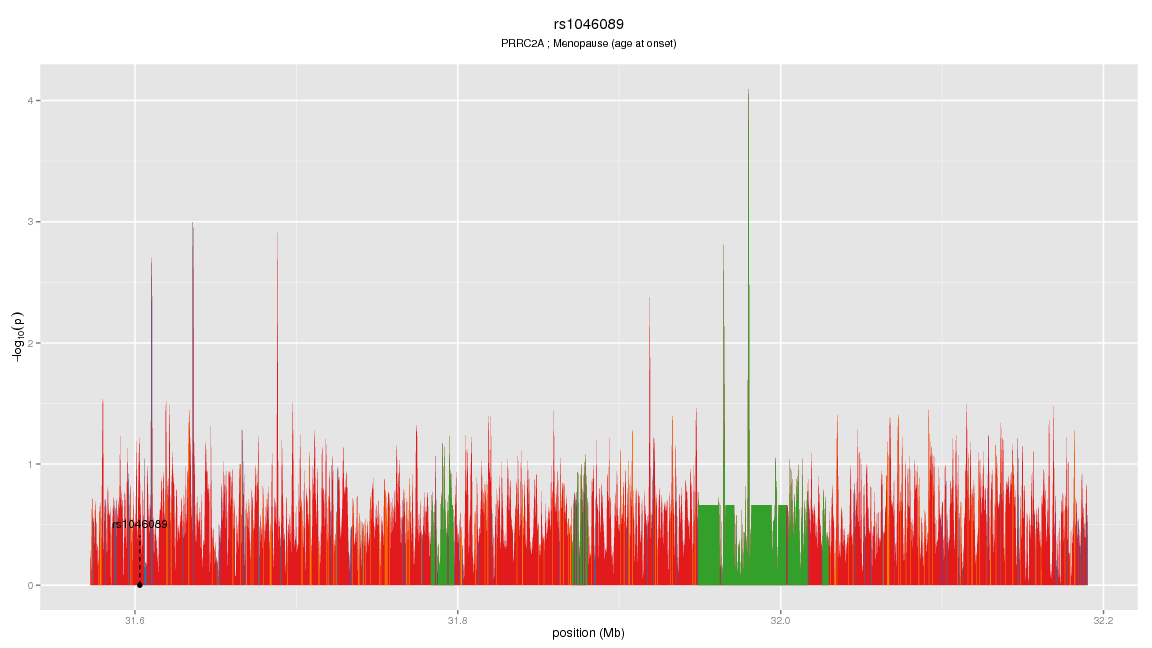 rs1046089
PRRC2A ; Menopause (age at onset)
4
3
2
1
0
−log10(p)
rs1046089
31.6
31.8
32.0
32.2
position (Mb)